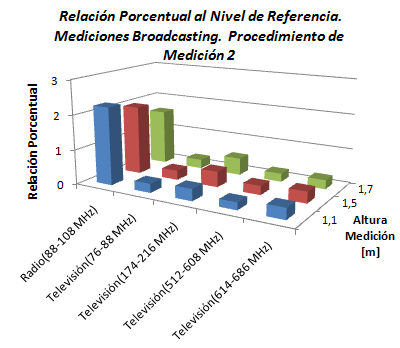 Relación Porcentual al Nivel de Referencia.
Mediciones Broadcasting. Procedimiento de
Medición 2
Relación Porcentual
3
2
1
0
Radio(88-108 MHz)
Televisión(76-88 MHz)
Televisión(174-216 MHz)
Televisión(512-608 MHz)
Televisión(614-686 MHz)
1,7
1,5
1,1
Altura
Medición
[m]